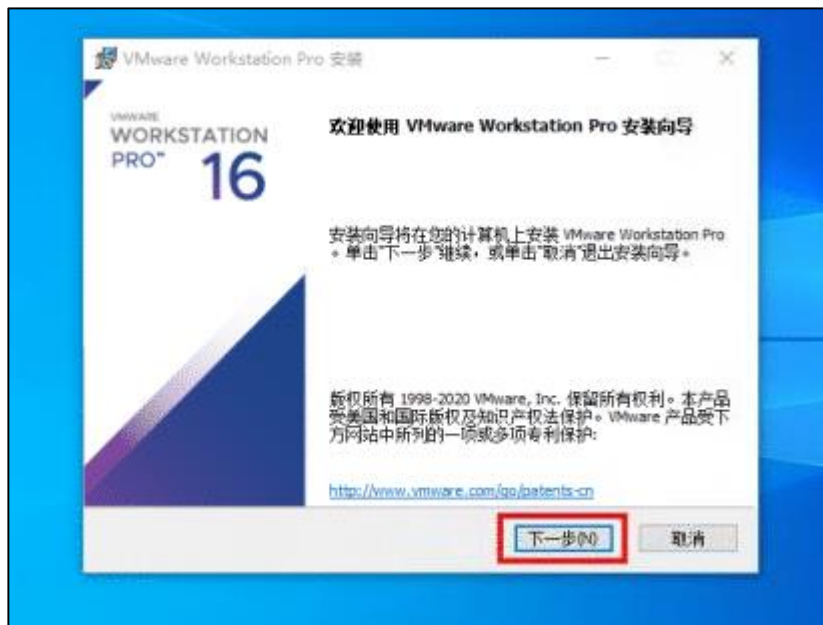 VMware Workstation Pro 安装
VMWARE
WORKSTATION
PRO™ 16
欢迎使用 VMware Workstation Pro 安装向导
安装向导将在您的计算机上安装 VMware Workstation Pro
。单击"下一步"继续，或单击"取消"退出安装向导。
版权所有 1998-2020 VMware, Inc. 保留所有权利。本产品
受美国和国际版权及知识产权法保护。VMware 产品受下
方网站中所列的一项或多项专利保护:
http://www.vmware.com/go/patents-cn
下一步(N)
取消